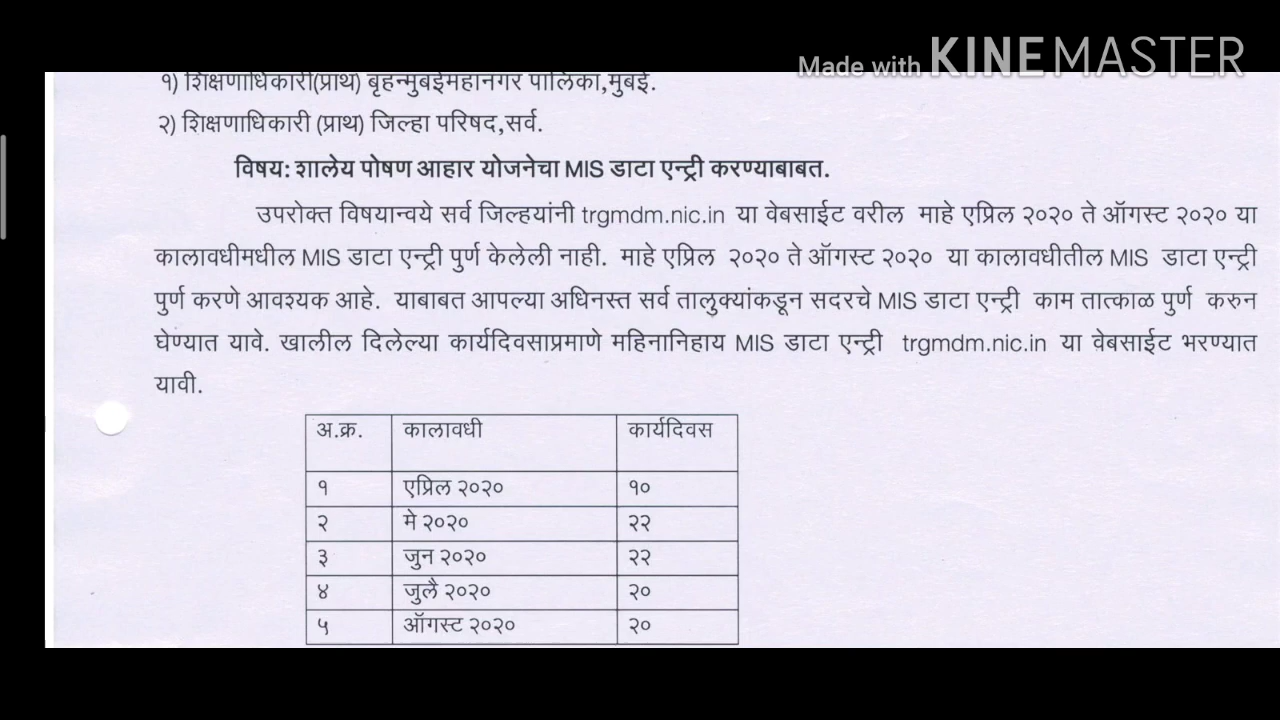 Made with KINEMASTER
१) शिक्षणाधिकारी(प्राथ) बृहन्मुबईमहानगर पालिका,मुबई.
२) शिक्षणाधिकारी (प्राथ) जिल्हा परिषद,सर्व.
विषय: शालेय पोषण आहार योजनेचा MIS डाटा एन्ट्री करण्याबाबत.
उपरोक्त विषयान्वये सर्व जिल्हयांनी trgmdm.nic.in या वेबसाईट वरील माहे एप्रिल २०२० ते ऑगस्ट २०२० या
कालावधीमधील MIS डाटा एन्ट्री पुर्ण केलेली नाही. माहे एप्रिल २०२० ते ऑगस्ट २०२० या कालावधीतील MIS डाटा एन्ट्री
पुर्ण करणे आवश्यक आहे. याबाबत आपल्या अधिनस्त सर्व तालुक्यांकडून सदरचे MIS डाटा एन्ट्री काम तात्काळ पुर्ण करुन
घेण्यात यावे. खालील दिलेल्या कार्यदिवसाप्रमाणे महिनानिहाय MIS डाटा एन्ट्री trgmdm.nic.in या वेबसाईट भरण्यात
यावी.
अ.क्र. कालावधी कार्यदिवस
१ एप्रिल २०२० १०
२ मे २०२० २२
३ जुन २०२० २२
४ जुलै २०२० २०
५ ऑगस्ट २०२० २०